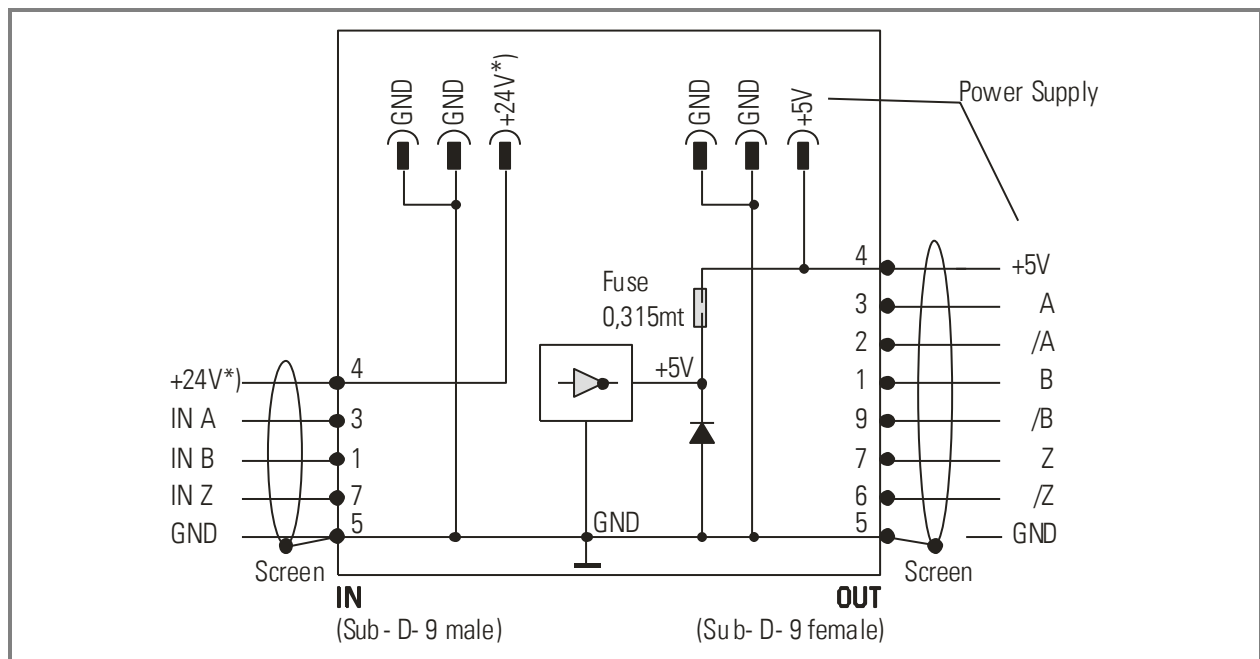 GND
GND
+24V*)
GND
GND
+5V
Power Supply
Fuse
0,315mt
+5V
GND
+24V*)
IN A
IN B
IN Z
GND
4
3
1
7
5
Screen
4
3
2
1
9
7
6
5
+5V
A
/A
B
/B
Z
/Z
GND
Screen
IN
(Sub-D-9 male)
OUT
(Sub-D-9 female)